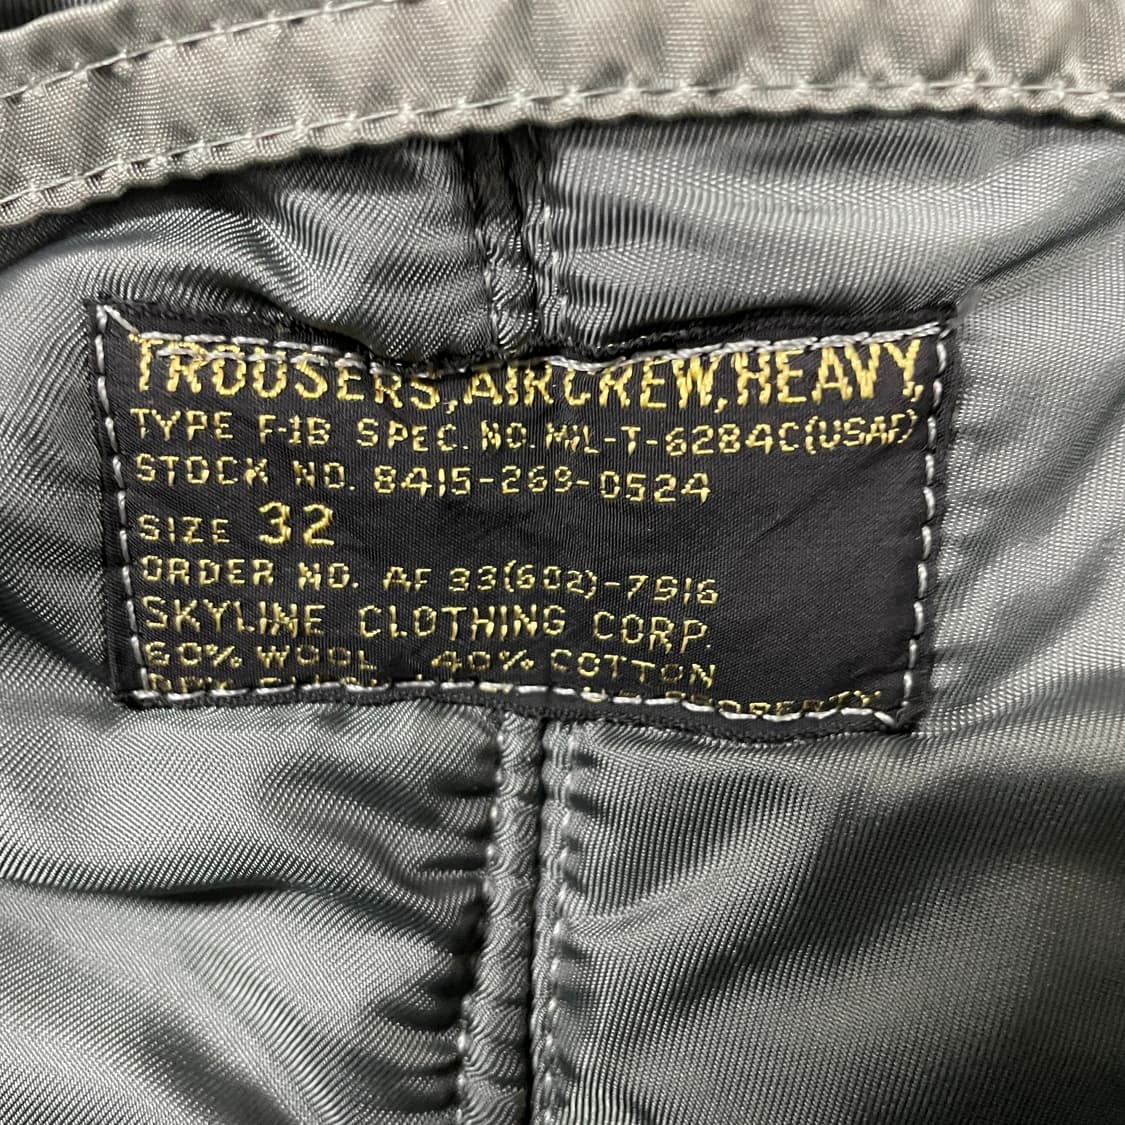 TROUSERS, AIRCREW, HEAVY,
TYPE F-1B SPEC. NO. MIL-T-6284C(USAF)
STOCK NO. 8415-269-0524
SIZE 32
ORDER NO. AF 33(602)-7916
SKYLINE CLOTHING CORP.
60% WOOL 40% COTTON
PROPERTY